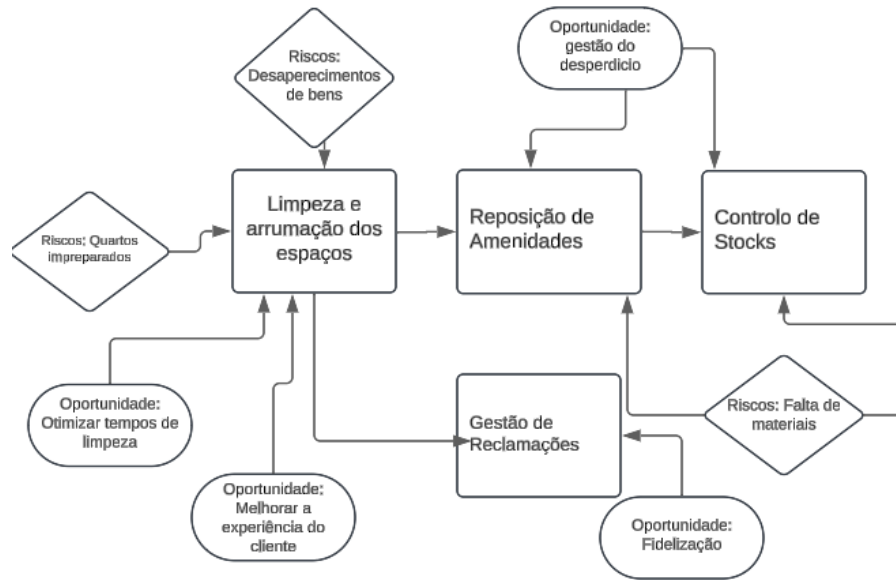 Riscos:
Desaperecimentos
de bens
Oportunidade:
gestão do
desperdicio
Limpeza e
arrumação dos
espaços
Reposição de
Amenidades
Controlo de
Stocks
Riscos; Quartos
impreparados
Oportunidade:
Otimizar tempos de
limpeza
Gestão de
Reclamações
Riscos: Falta de
materiais
Oportunidade:
Melhorar a
experiência do
cliente
Oportunidade:
Fidelização